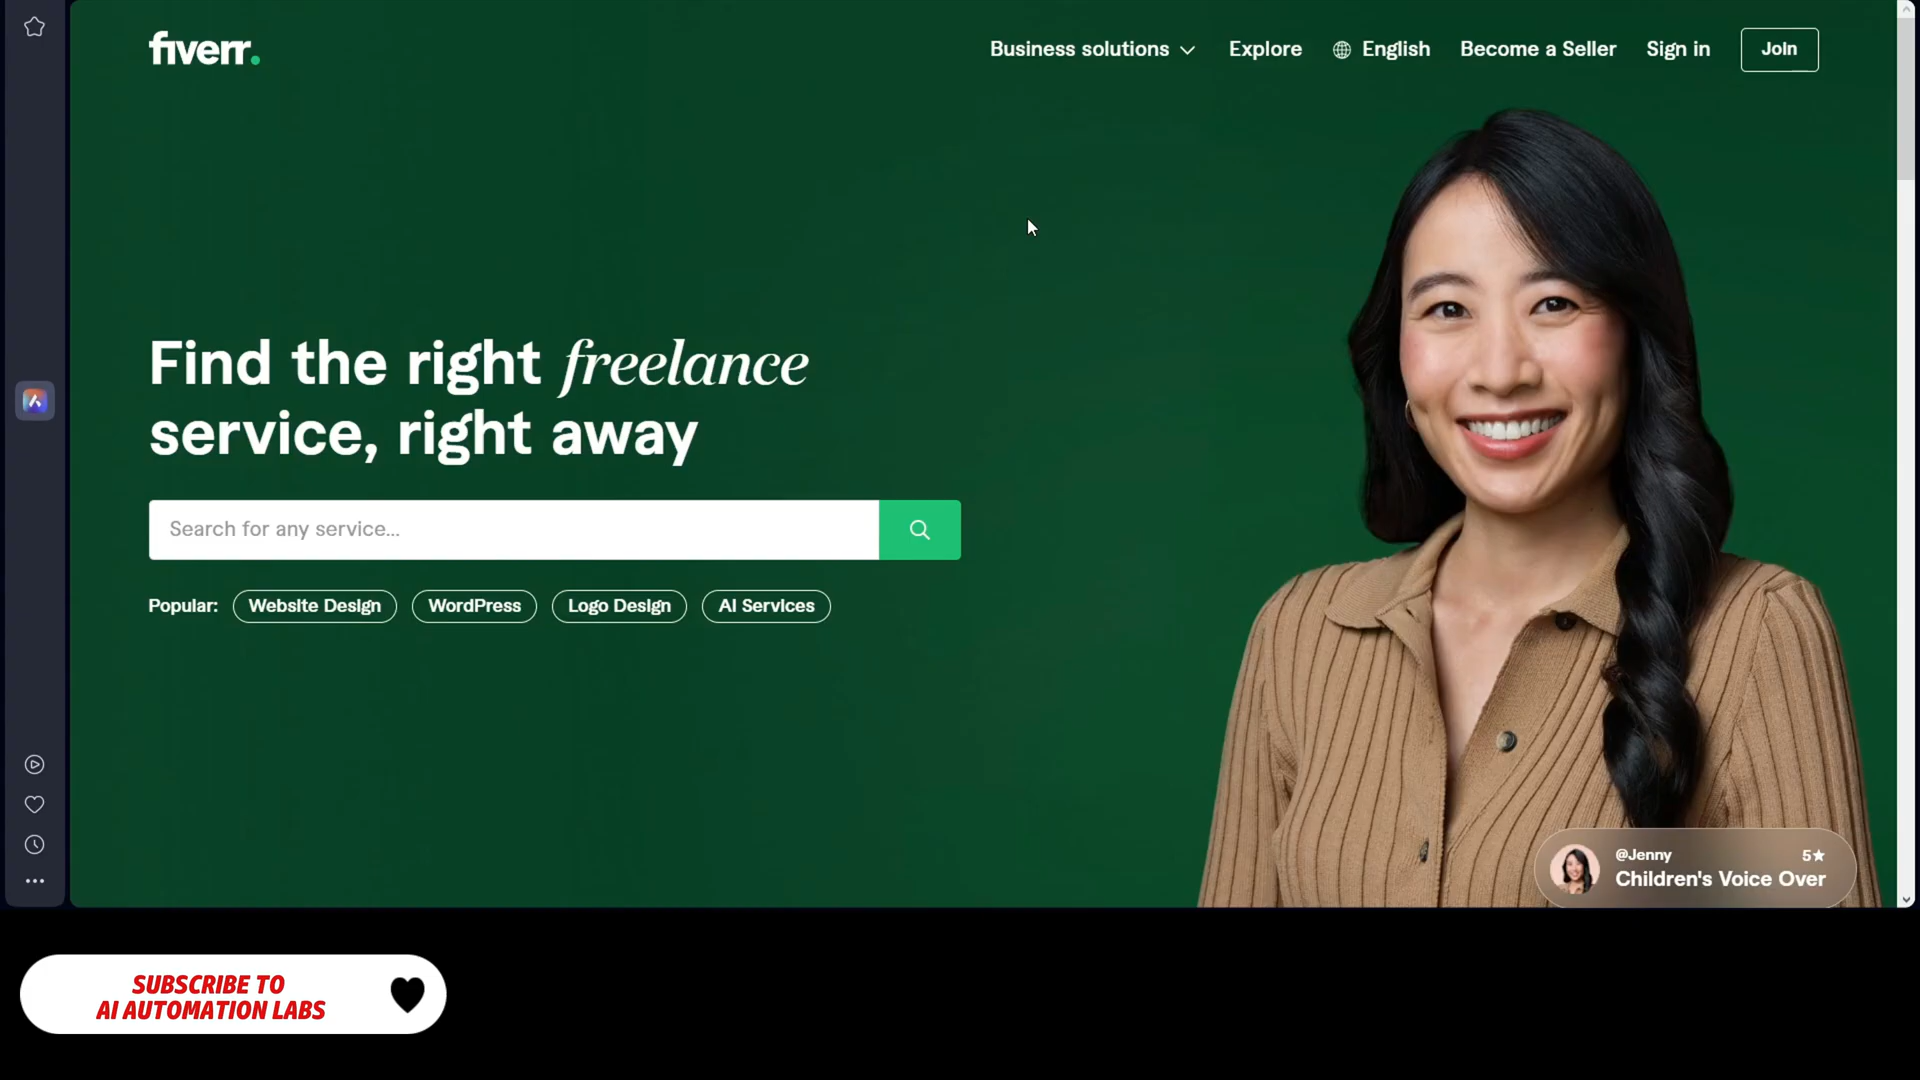 fiverr.
Business solutions
Explore
English
Become a Seller
Sign in
Join
Find the right freelance
service, right away
Search for any service...
Popular:
Website Design
WordPress
Logo Design
AI Services
@Jenny
5★
Children's Voice Over
SUBSCRIBE TO
AI AUTOMATION LABS